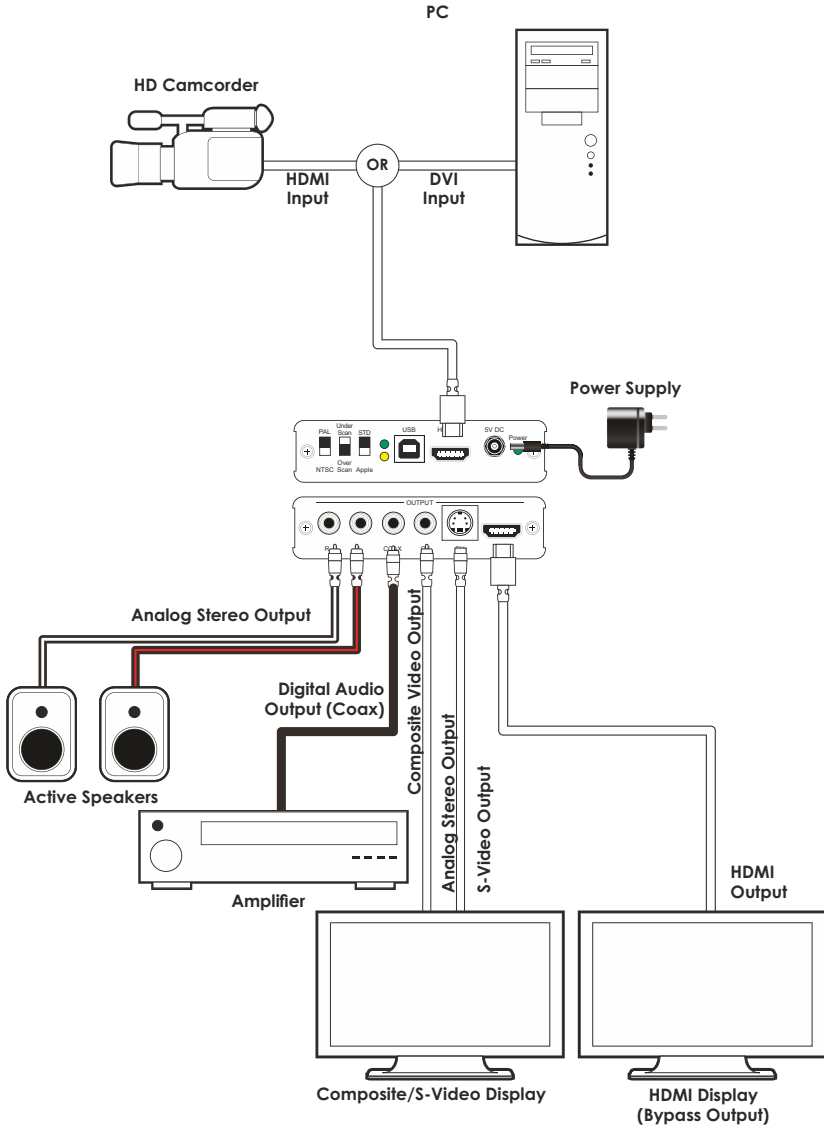 PC
HD Camcorder
OR
HDMI
Input
DVI
Input
Power Supply
PAL
Under
Scan
STD
USB
5V DC
Power
NTSC
Over
Scan
Apple
OUTPUT
Analog Stereo Output
Digital Audio
Output (Coax)
Composite Video Output
Analog Stereo Output
S-Video Output
Active Speakers
Amplifier
HDMI
Output
Composite/S-Video Display
HDMI Display
(Bypass Output)